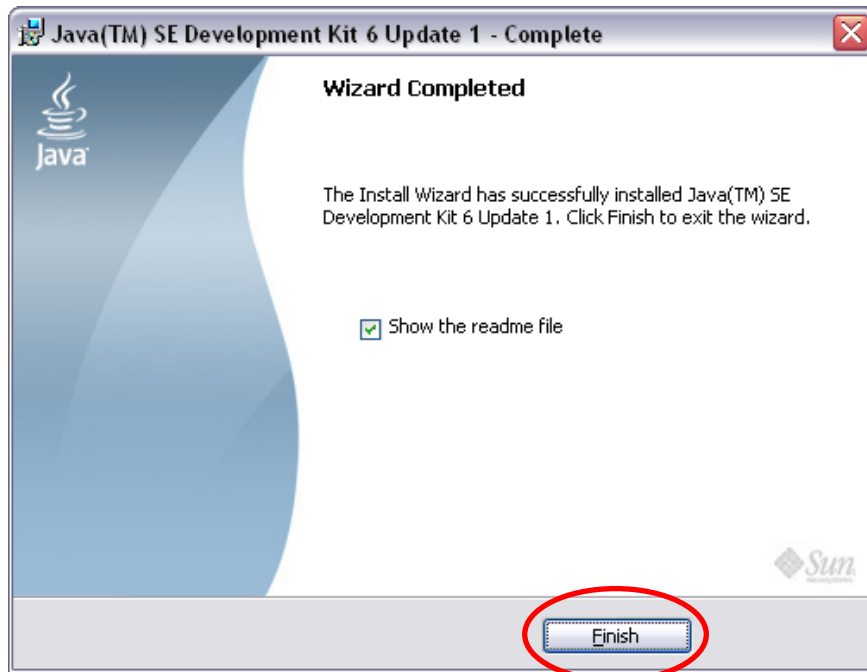 Java(TM) SE Development Kit 6 Update 1 - Complete
Java
Wizard Completed
The Install Wizard has successfully installed Java(TM) SE
Development Kit 6 Update 1. Click Finish to exit the wizard.
Show the readme file
Sun
Finish